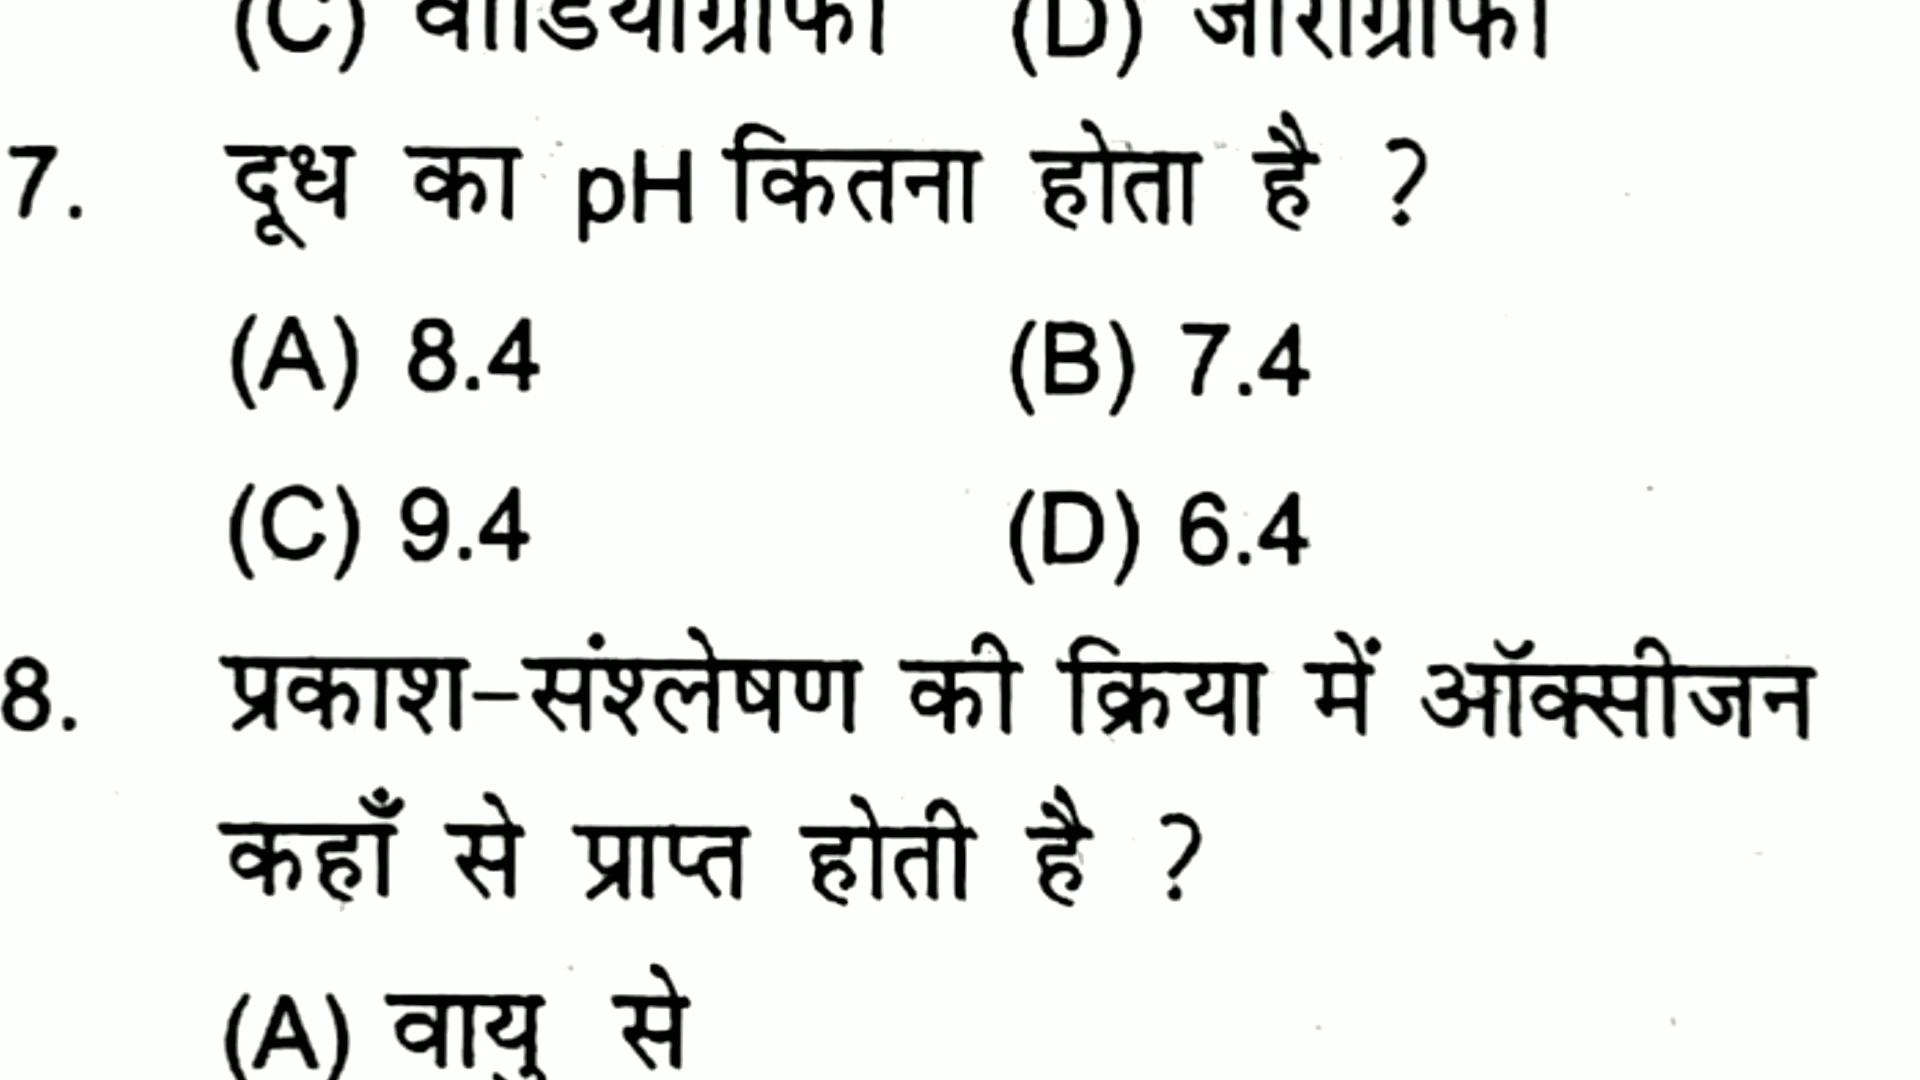 (C) वीडियोग्राफी (D) जीरोग्राफी
7. दूध का pH कितना होता है ?
(A) 8.4 (B) 7.4
(C) 9.4 (D) 6.4
8. प्रकाश-संश्लेषण की क्रिया में ऑक्सीजन
कहाँ से प्राप्त होती है ?
(A) वायु से